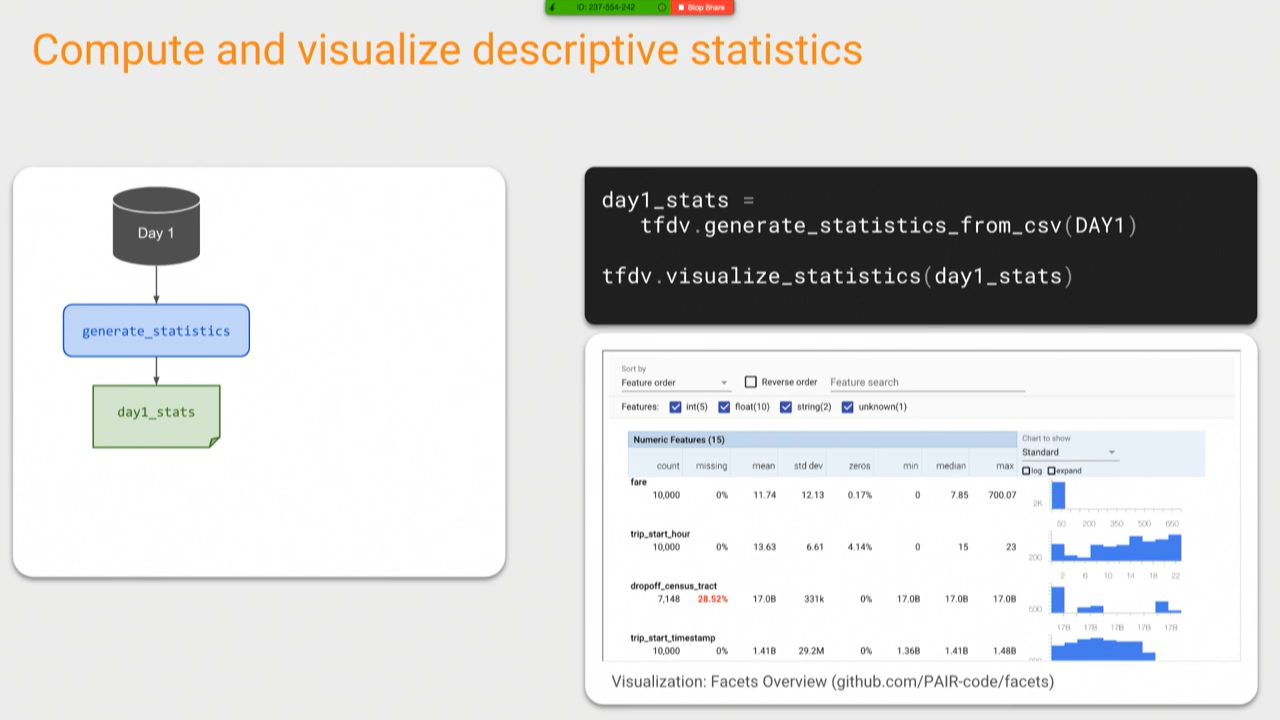 ID: 237-554-242
Stop Share
Compute and visualize descriptive statistics
Day 1
generate_statistics
day1_stats
day1_stats =
tfdv.generate_statistics_from_csv(DAY1)
tfdv.visualize_statistics(day1_stats)
Sort by
Feature order
Reverse order
Feature search
Features: int(5) float(10) string(2) unknown(1)
Numeric Features (15)
Chart to show
Standard
count missing mean std dev zeros min median max
log expand
fare
10,000 0% 11.74 12.13 0.17% 0 7.85 700.07
2K
50 200 350 500 650
trip_start_hour
10,000 0% 13.63 6.61 4.14% 0 15 23
200
2 6 10 14 18 22
dropoff_census_tract
7,148 28.52% 17.0B 331k 0% 17.0B 17.0B 17.0B
500
17B 17B 17B 17B 17B
trip_start_timestamp
10,000 0% 1.41B 29.2M 0% 1.36B 1.41B 1.48B
Visualization: Facets Overview (github.com/PAIR-code/facets)